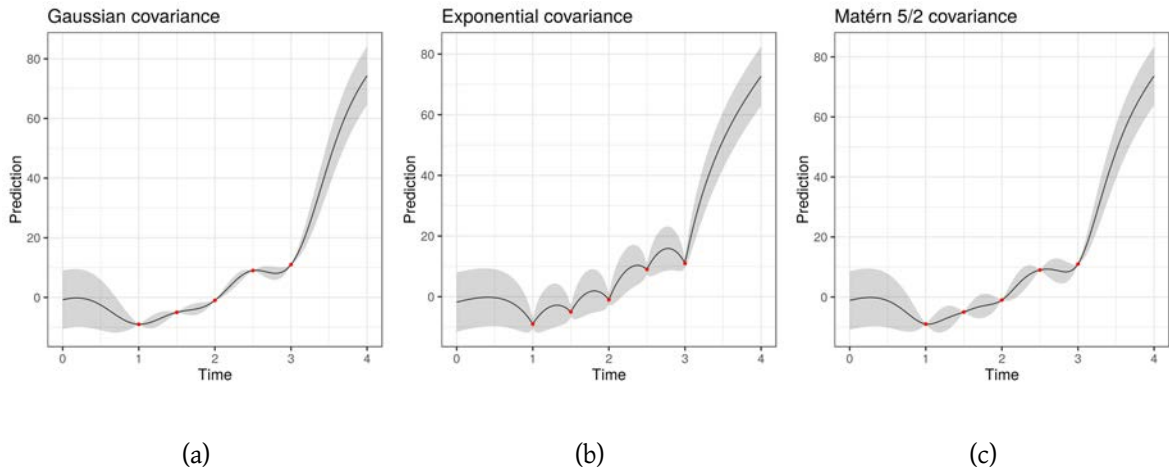 Gaussian covariance
Prediction
80
60
40
20
0
0 1 2 3 4
Time
(a)
Exponential covariance
Prediction
80
60
40
20
0
0 1 2 3 4
Time
(b)
Matérn 5/2 covariance
Prediction
80
60
40
20
0
0 1 2 3 4
Time
(c)